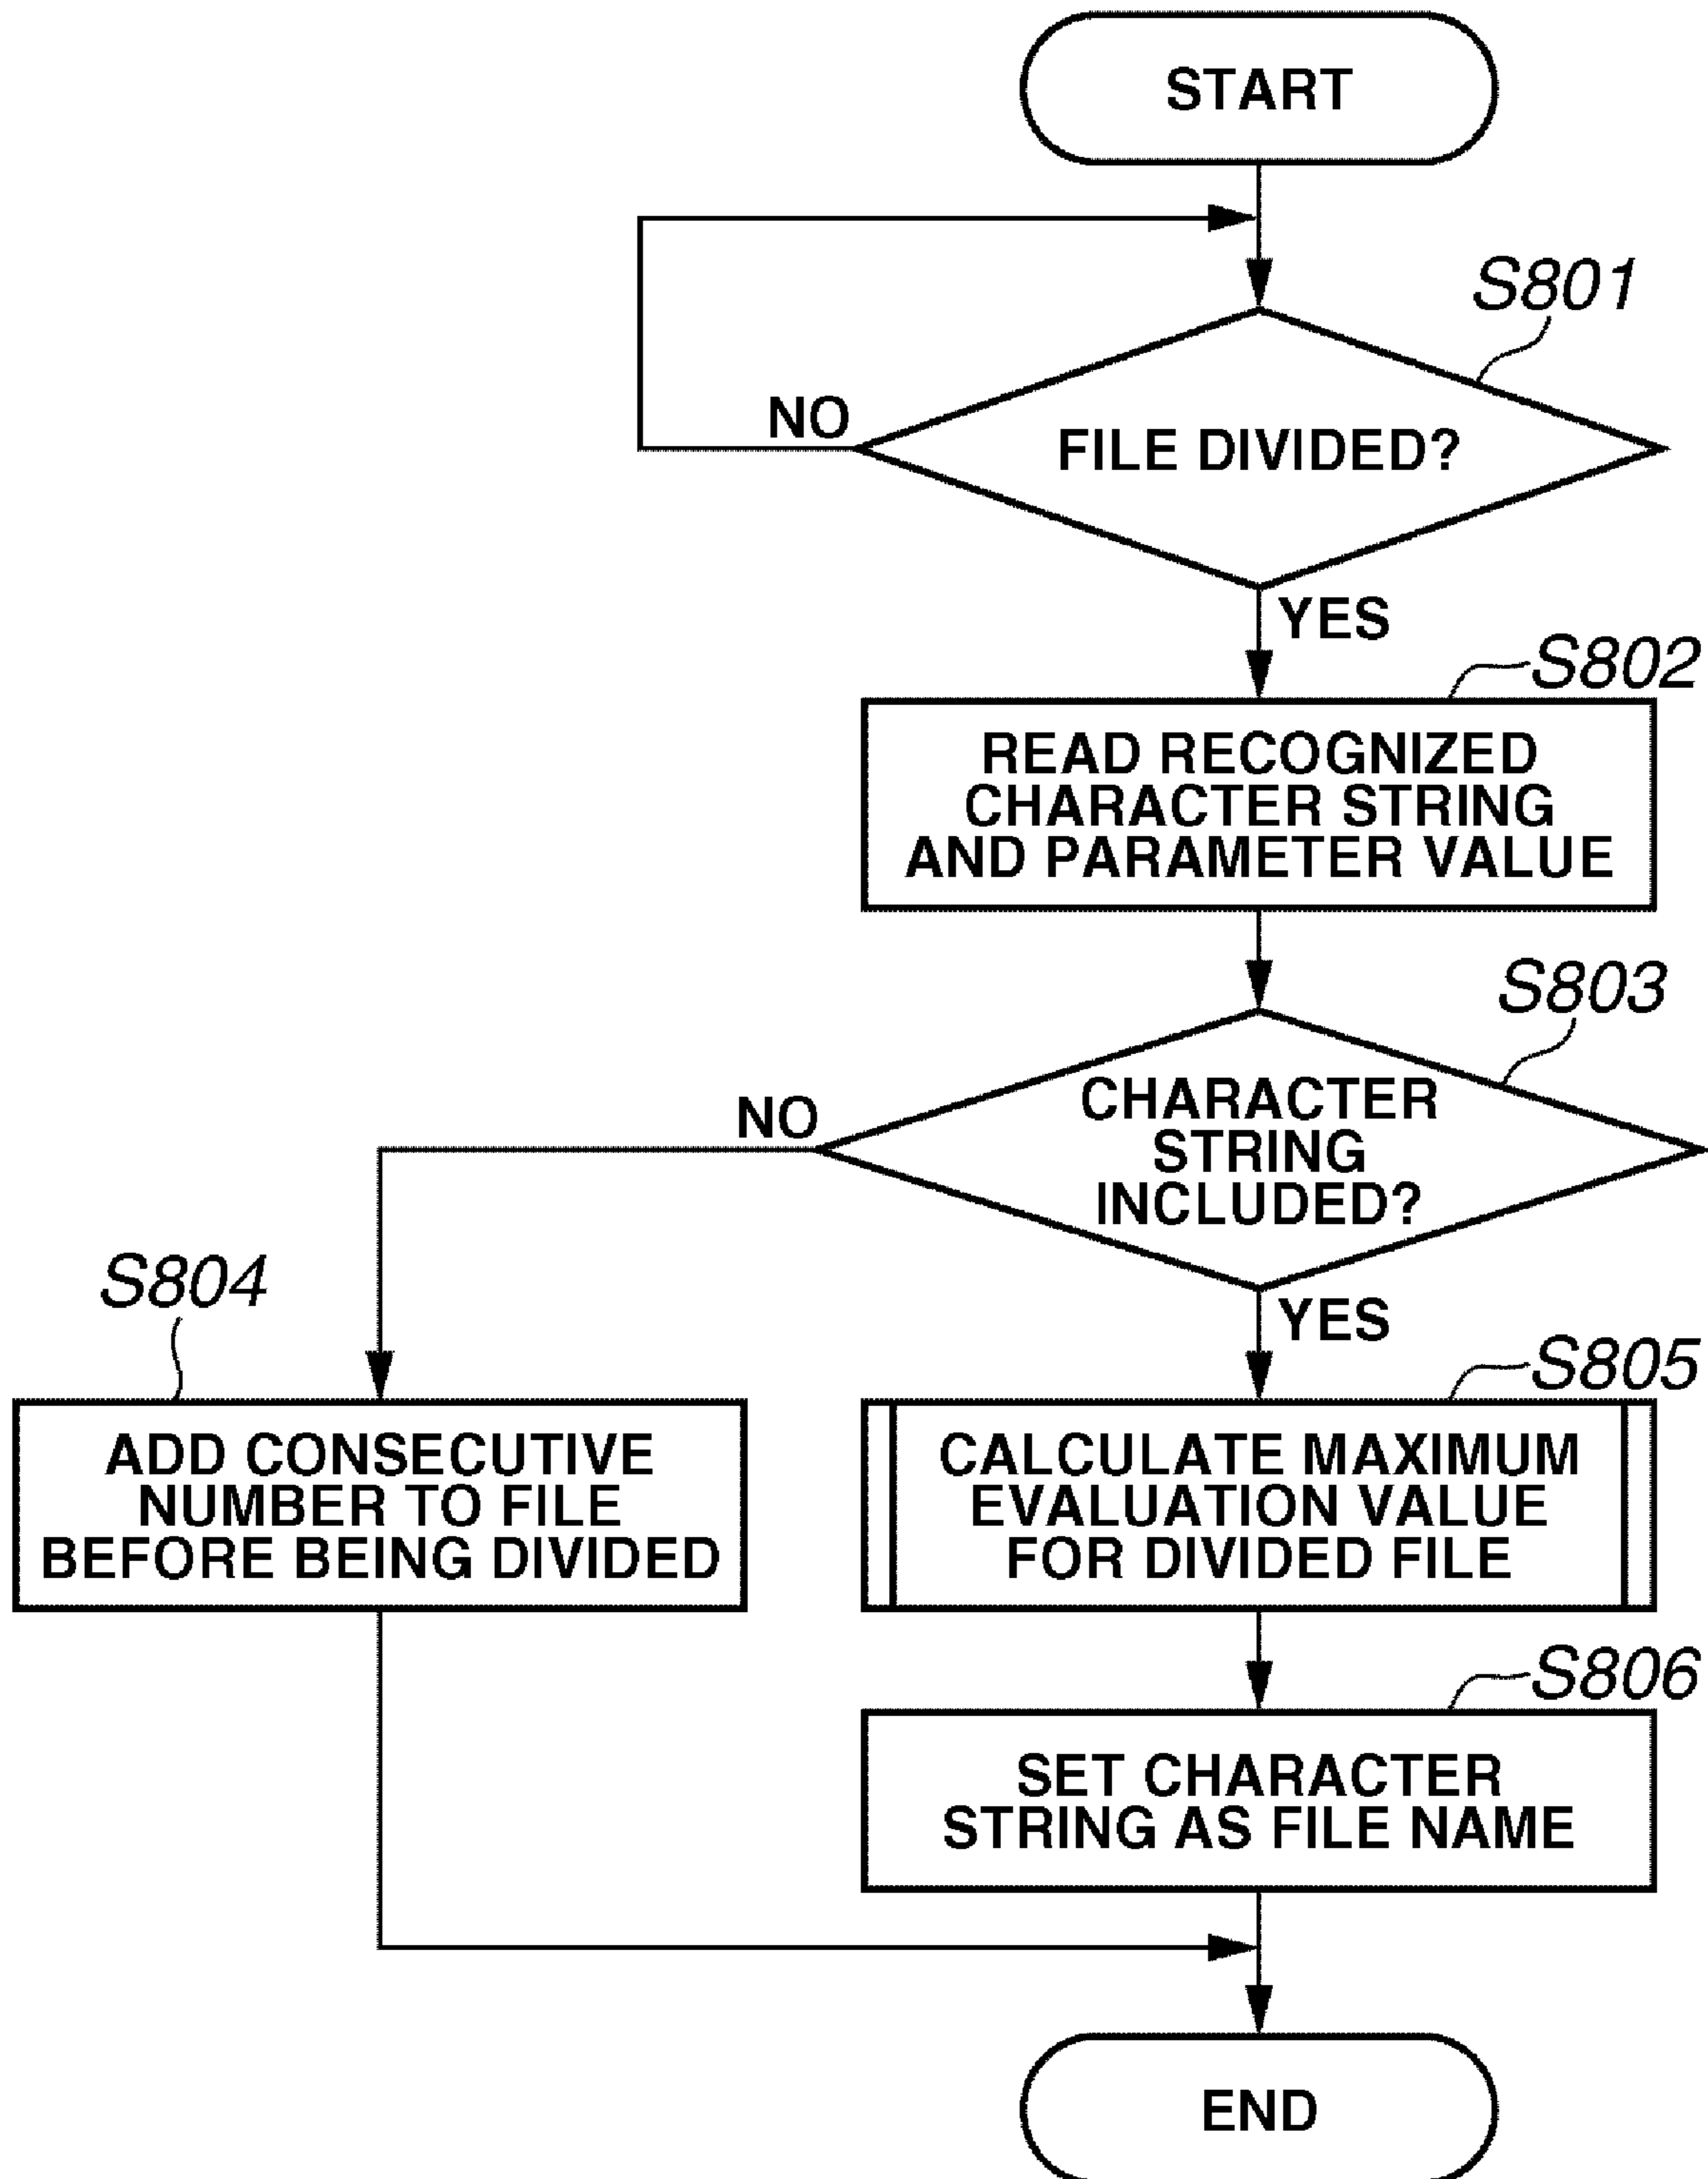 START
S801
NO
FILE DIVIDED?
YES
S802
READ RECOGNIZED
CHARACTER STRING
AND PARAMETER VALUE
S803
NO
CHARACTER
STRING
INCLUDED?
YES
S804
ADD CONSECUTIVE
NUMBER TO FILE
BEFORE BEING DIVIDED
S805
CALCULATE MAXIMUM
EVALUATION VALUE
FOR DIVIDED FILE
S806
SET CHARACTER
STRING AS FILE NAME
END